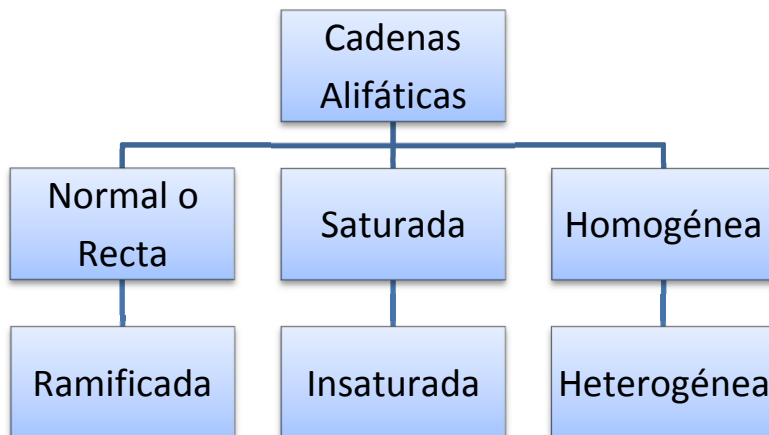 Cadenas
Alifáticas
Normal o
Recta
Saturada
Homogénea
Ramificada
Insaturada
Heterogénea